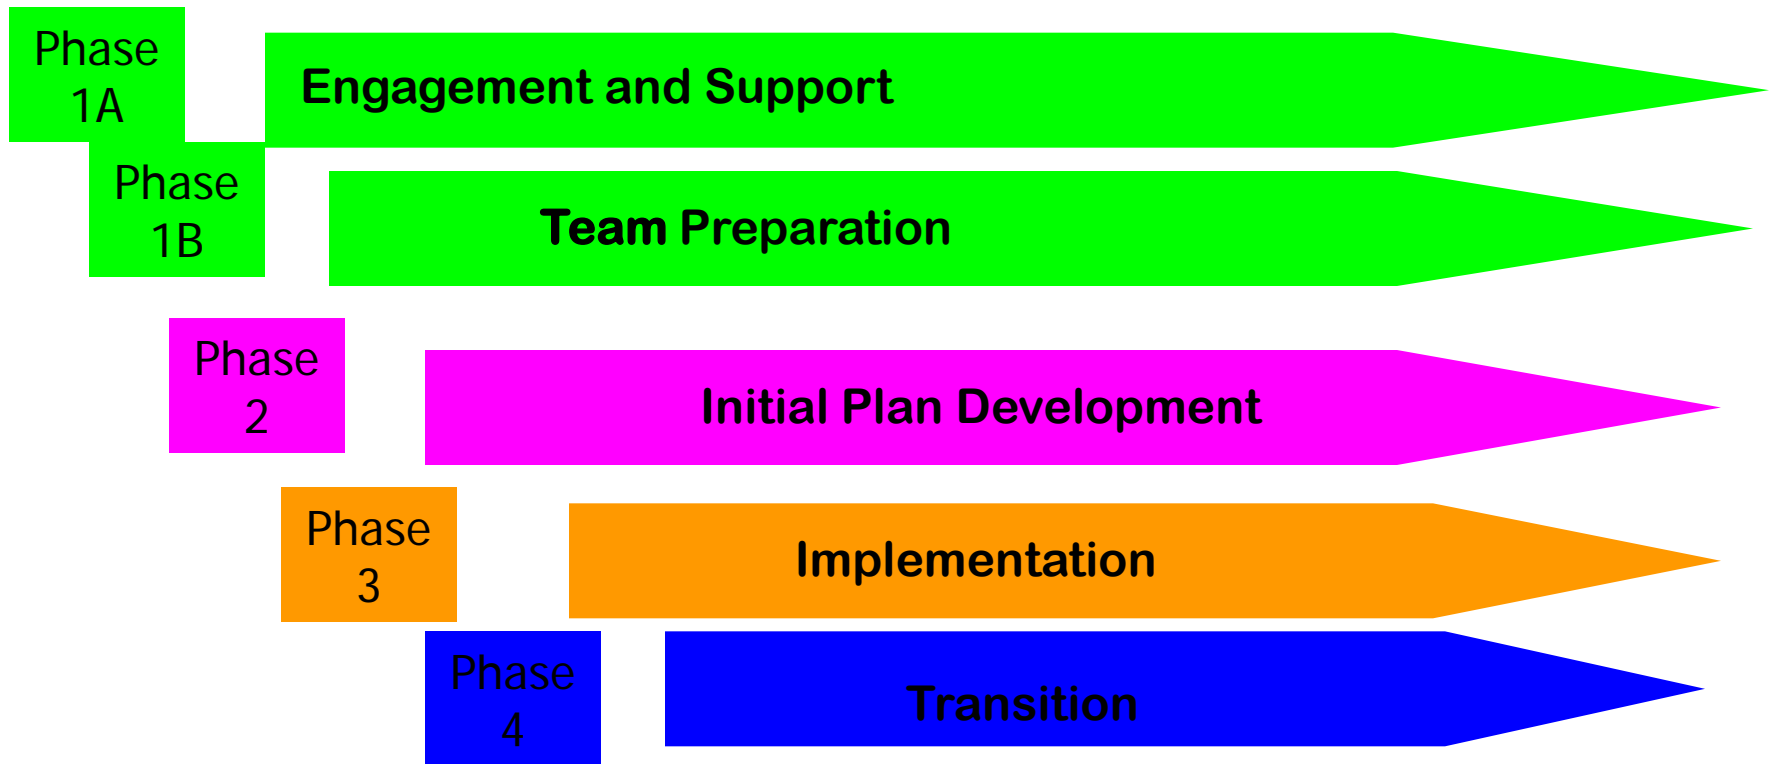 Phase
1A
Engagement and Support
Phase
1B
Team Preparation
Phase
2
Initial Plan Development
Phase
3
Implementation
Phase
4
Transition